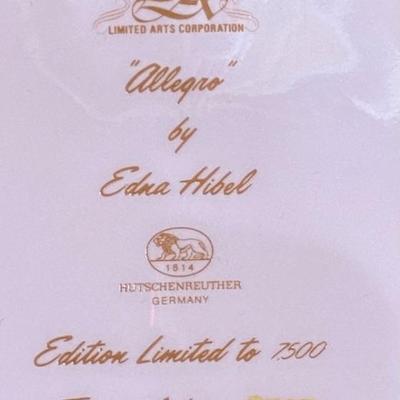 LIMITED ARTS CORPORATION
"Allegro"
by
Edna Hibel
1814
HUTSCHENREUTHER
GERMANY
Edition Limited to 7500